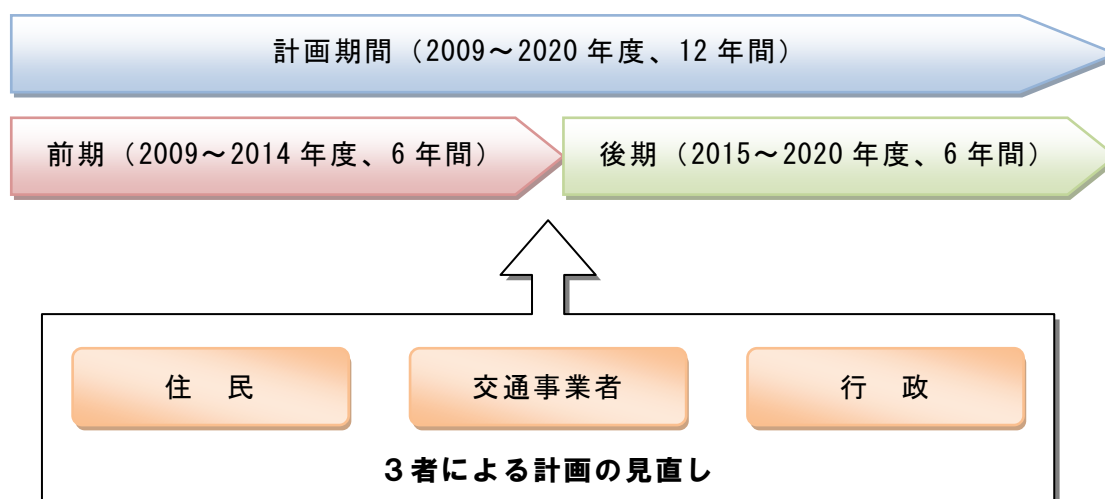 計画期間（2009～2020 年度、12 年間）
前期（2009～2014 年度、6 年間）
後期（2015～2020 年度、6 年間）
住　民
交通事業者
行　政
３者による計画の見直し